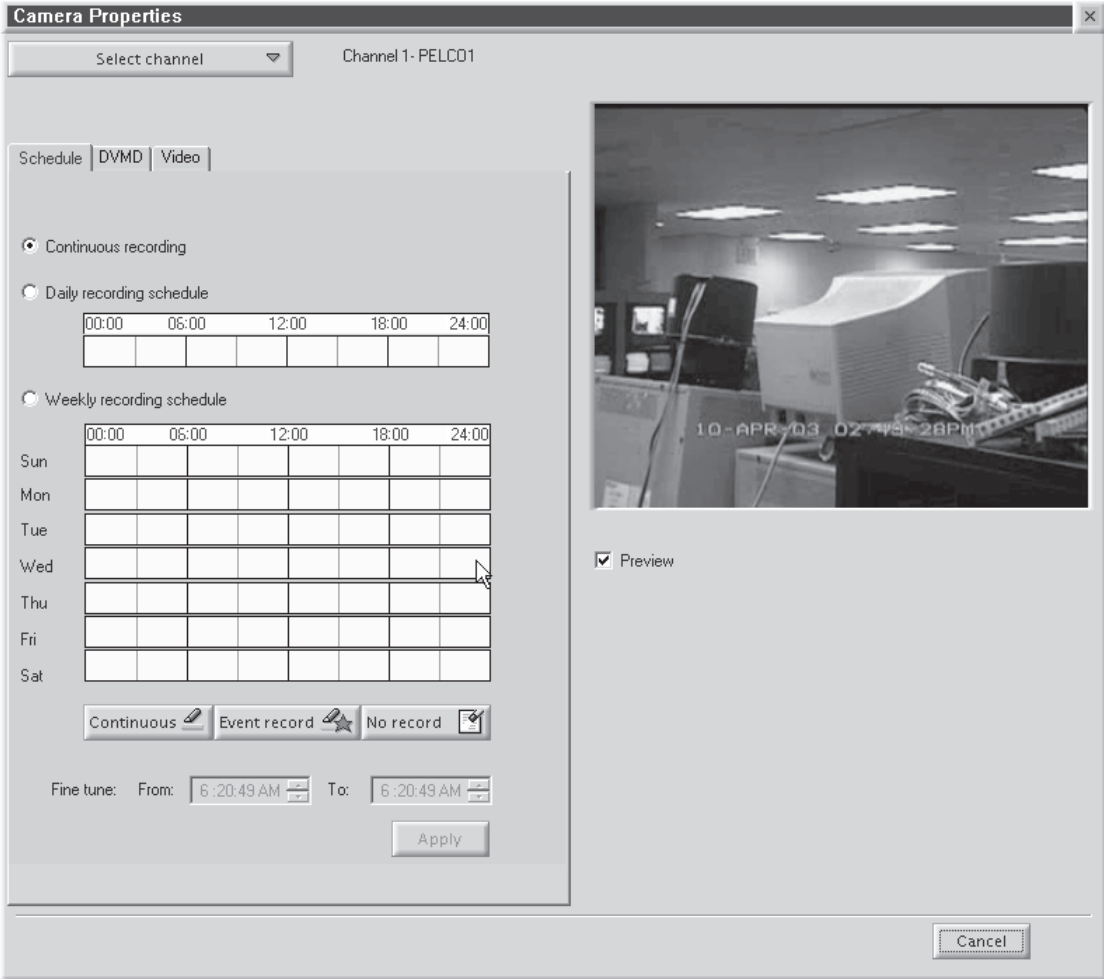 Camera Properties
Select channel
Channel 1- PELCO1
Schedule
DVMD
Video
Continuous recording
Daily recording schedule
00:00 06:00 12:00 18:00 24:00
Weekly recording schedule
00:00 06:00 12:00 18:00 24:00
Sun
Mon
Tue
Wed
Thu
Fri
Sat
Continuous
Event record
No record
Fine tune: From: 6 :20:49 AM To: 6 :20:49 AM
Apply
10-APR-03
Preview
Cancel